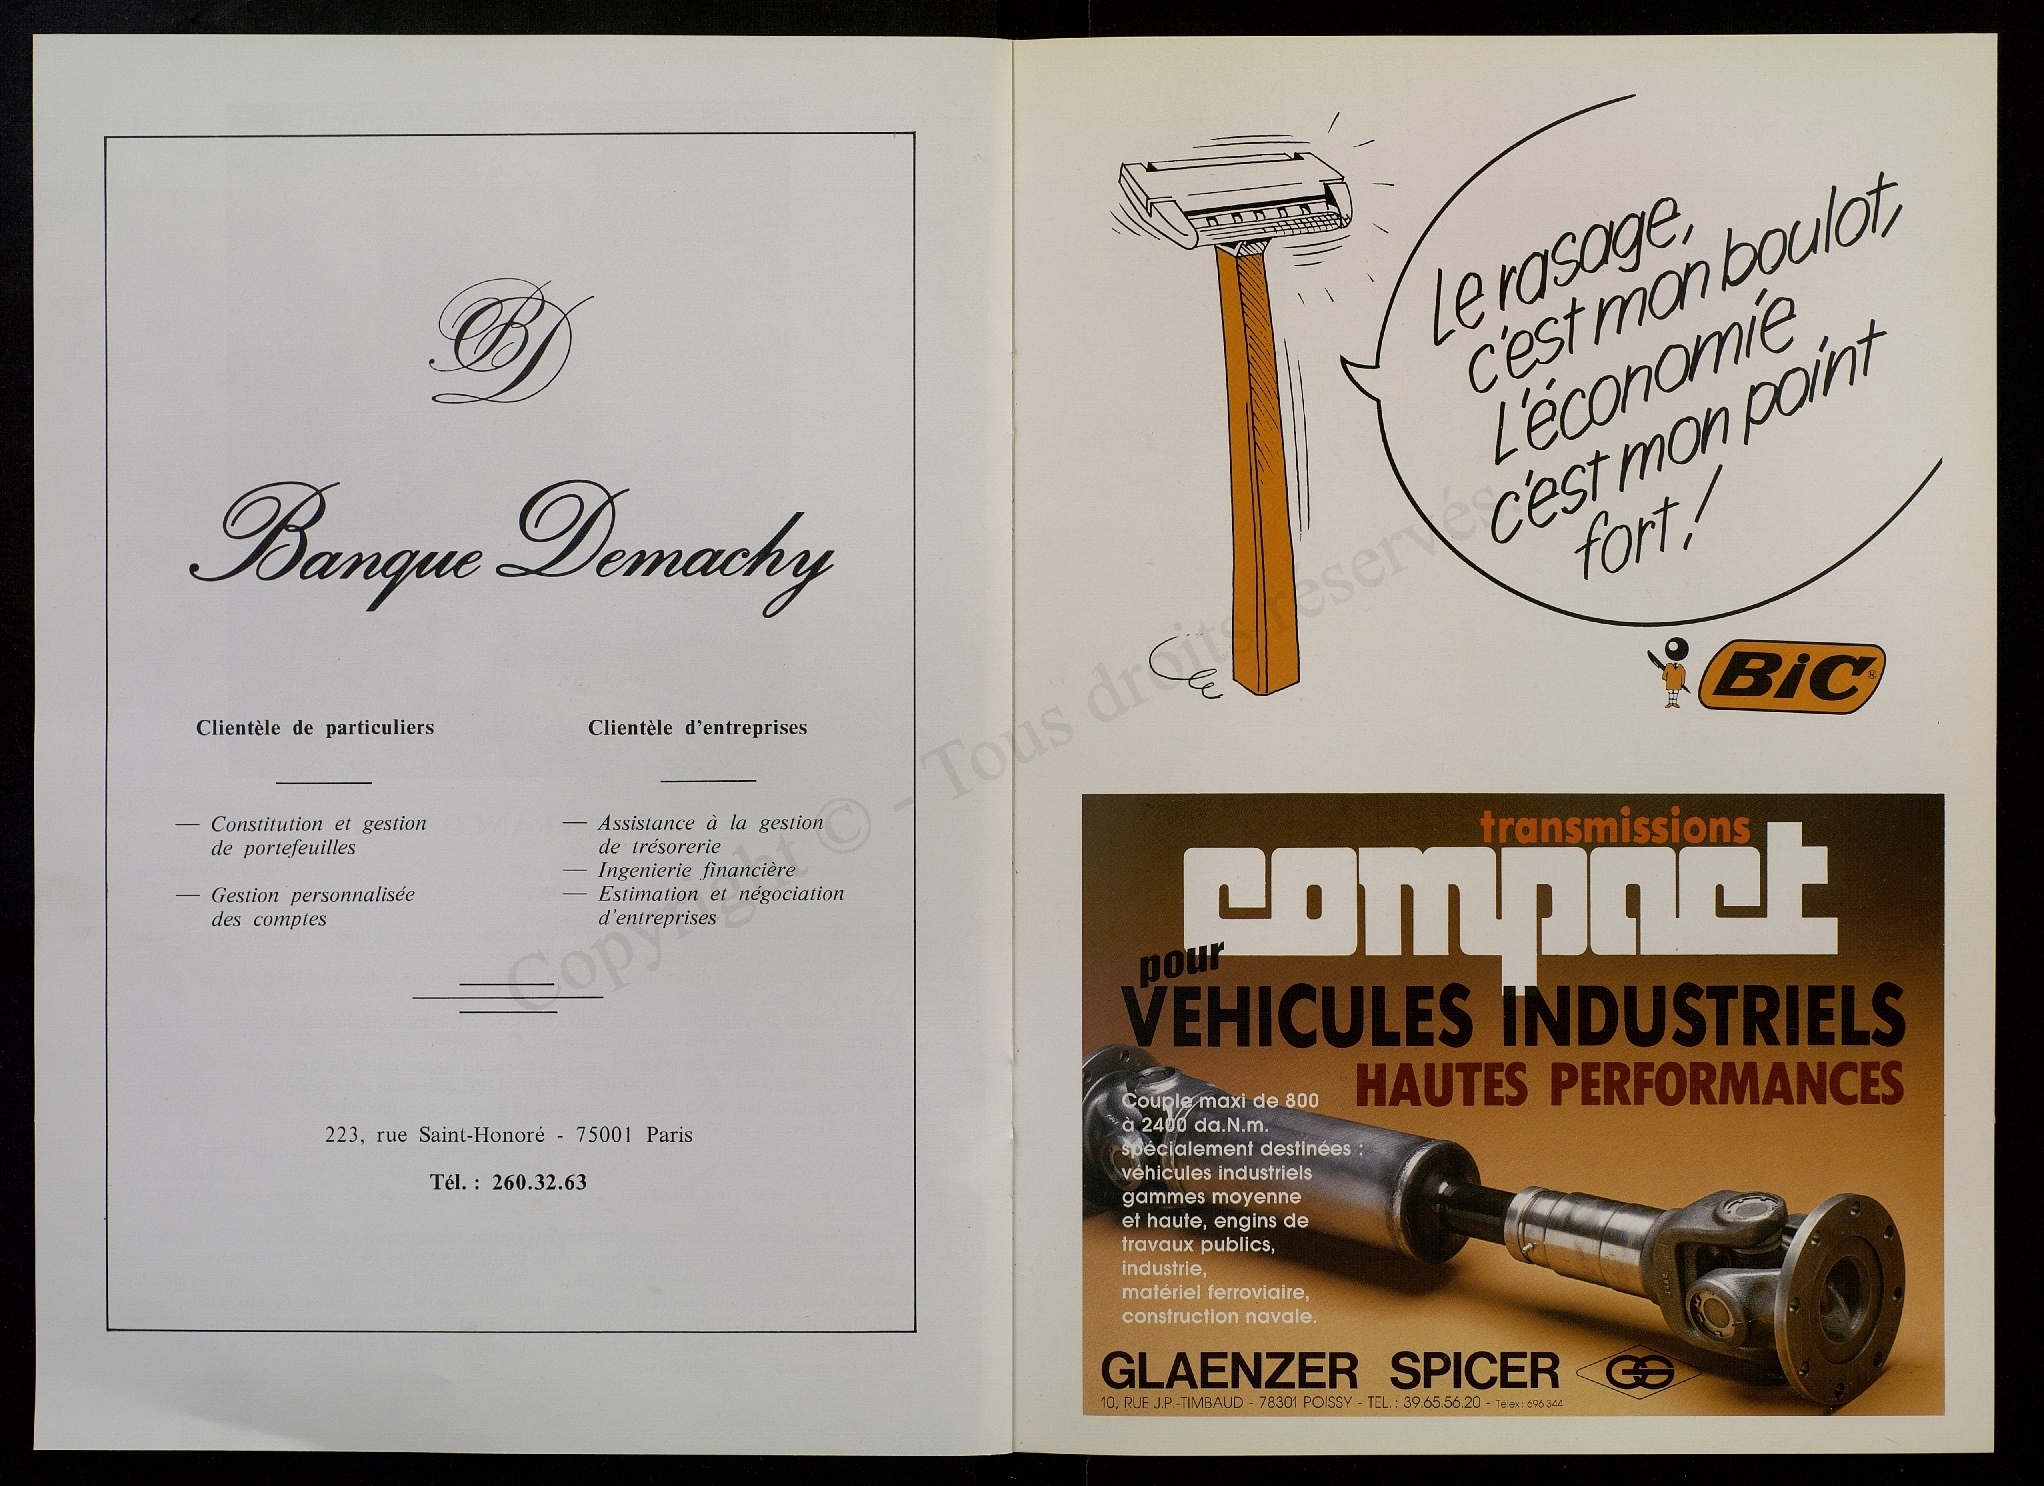 BD
Banque Demachy
Clientèle de particuliers
— Constitution et gestion
de portefeuilles
— Gestion personnalisée
des comptes
Clientèle d'entreprises
— Assistance à la gestion
de trésorerie
— Ingenierie financière
— Estimation et négociation
d'entreprises
223, rue Saint-Honoré - 75001 Paris
Tél. : 260.32.63
Le rasage,
c'est mon boulot,
l'économie
c'est mon point
fort !
BiC®
transmissions
compact
pour
VEHICULES INDUSTRIELS
HAUTES PERFORMANCES
Couple maxi de 800
à 2400 da.N.m.
spécialement destinées :
véhicules industriels
gammes moyenne
et haute, engins de
travaux publics,
industrie,
matériel ferroviaire,
construction navale.
GLAENZER SPICER GS
10, RUE J.P.-TIMBAUD - 78301 POISSY - TEL. : 39.65.56.20 - Telex : 696 344
Copyright © - Tous droits réservés.